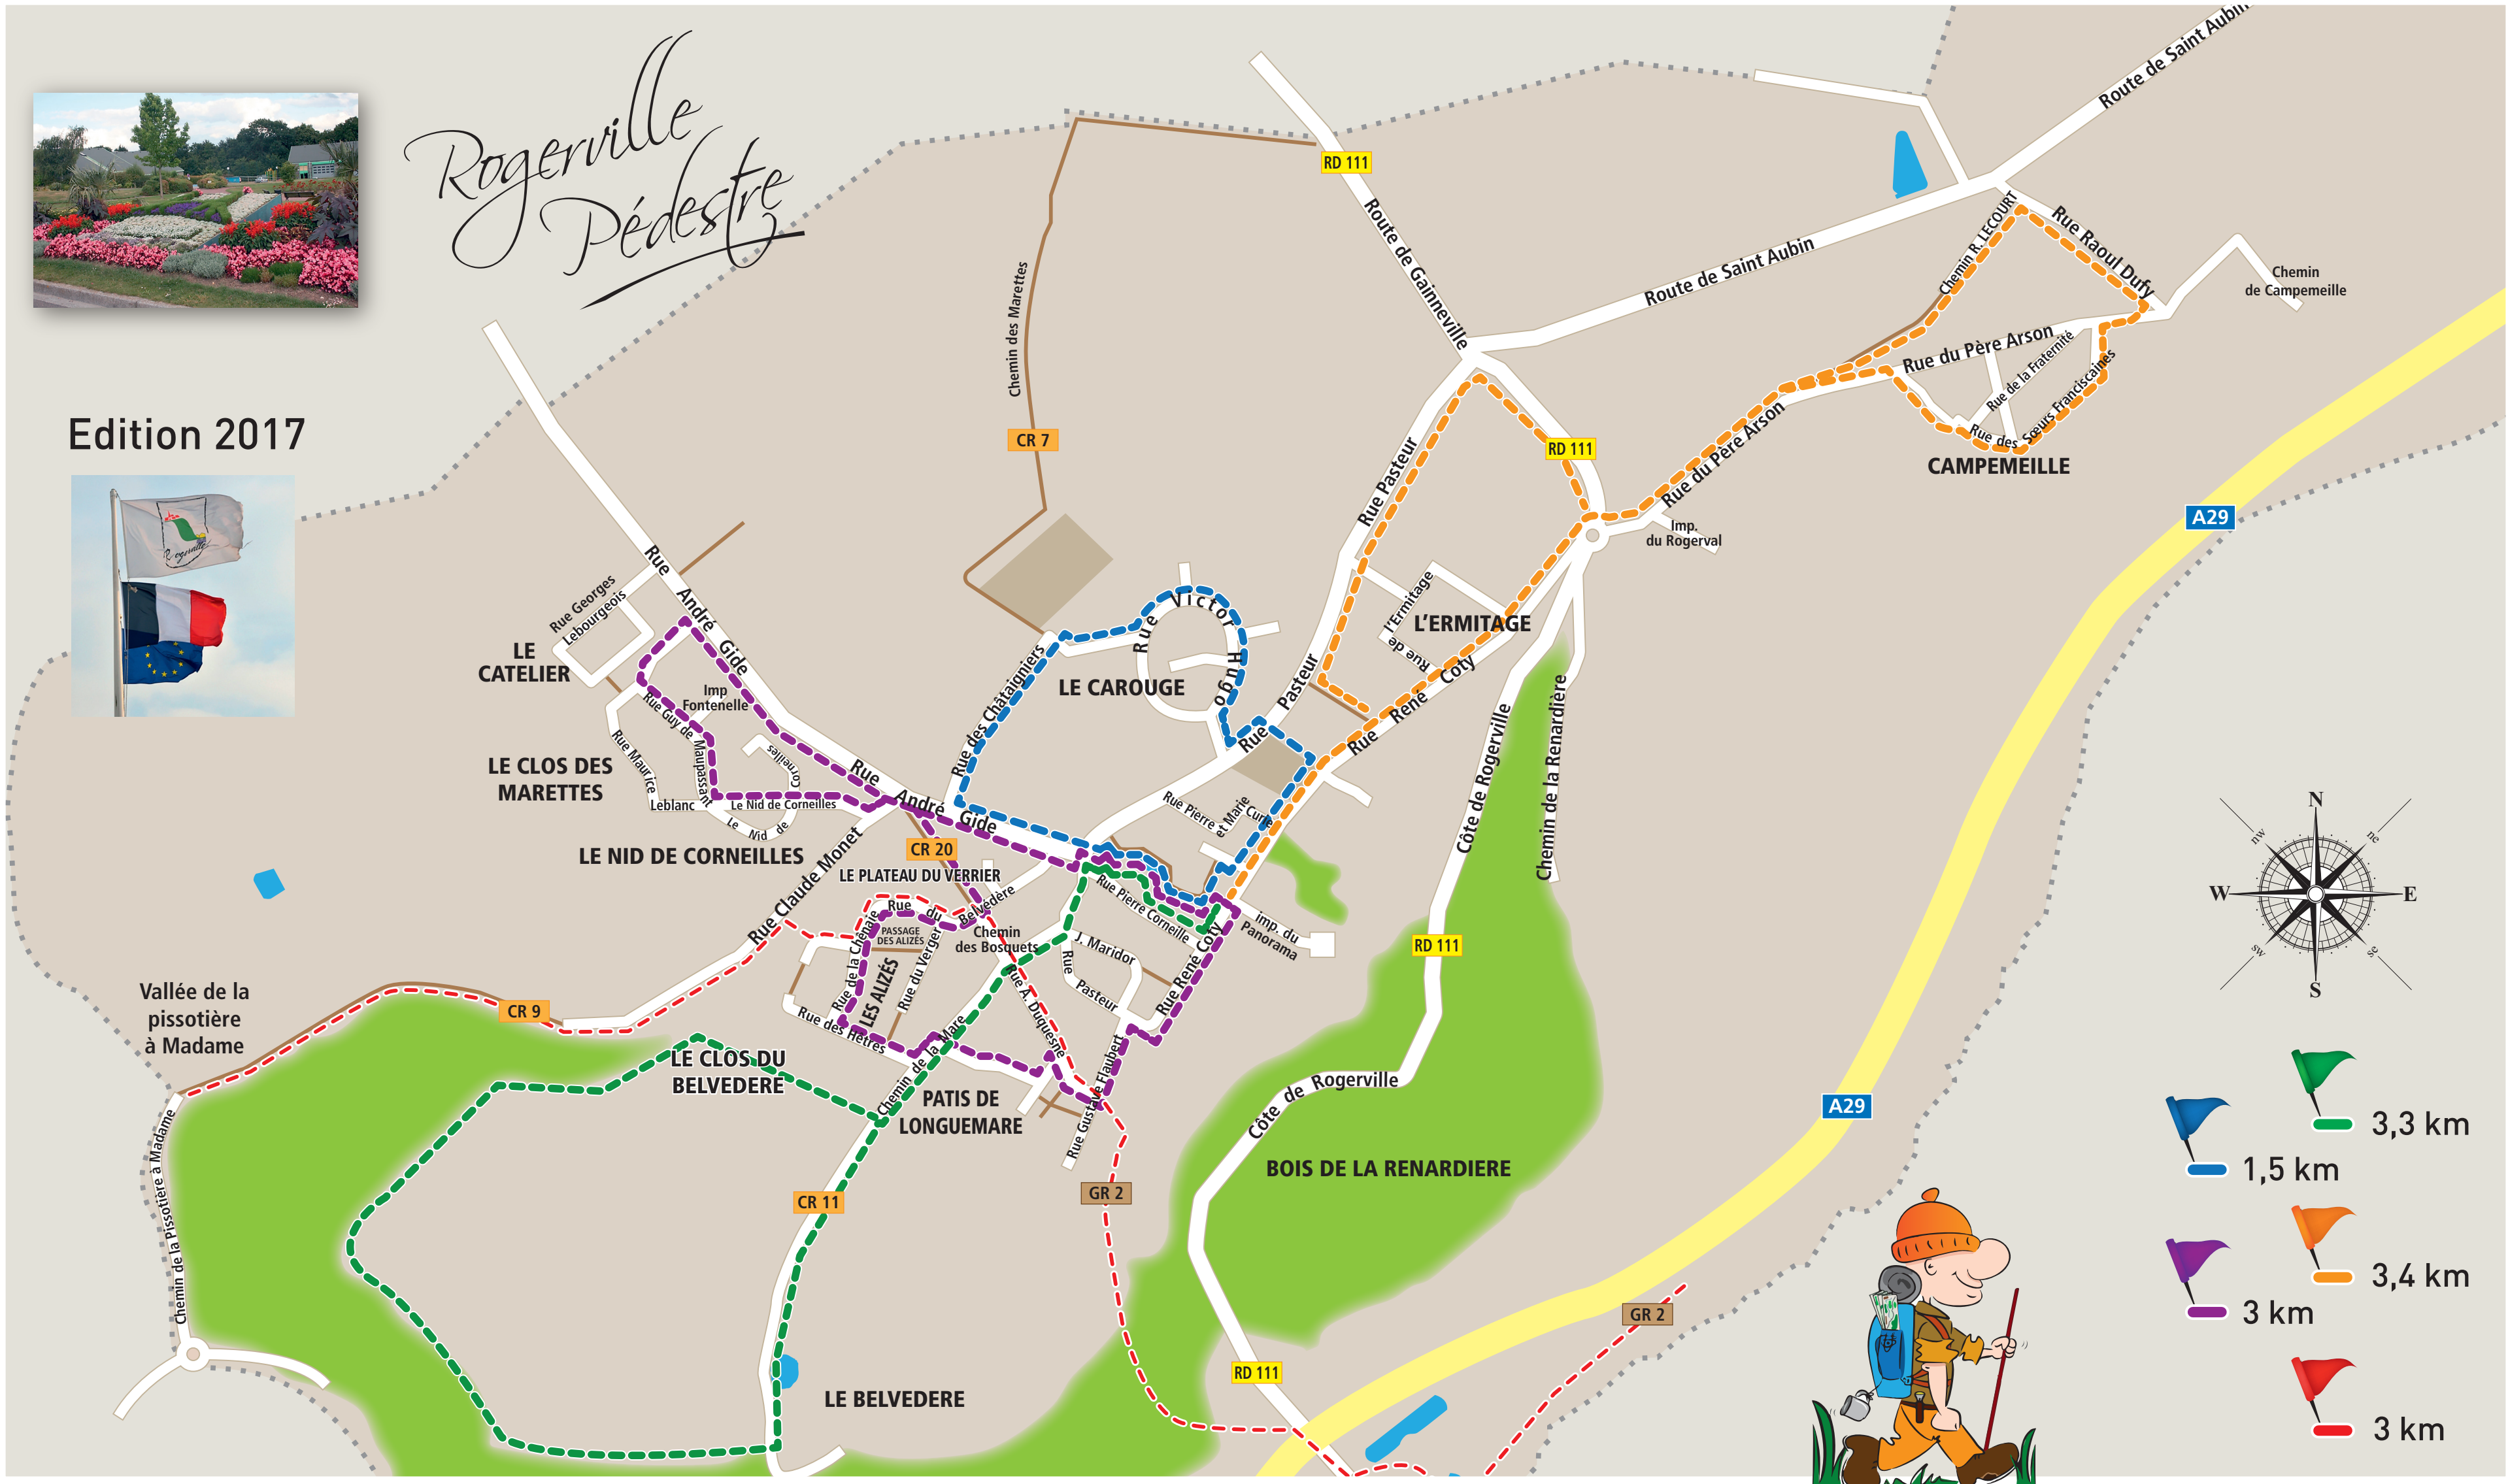 Rogerville
Pédestre
Edition 2017
Rogerville
Route de Saint Aubin
RD 111
Route de Gainneville
Route de Saint Aubin
Chemin R. LECOURT
Rue Raoul Dufy
Chemin
de Campemeille
Chemin des Marettes
CR 7
Rue du Père Arson
Rue de la Fraternité
Rue des Sœurs Franciscaines
CAMPEMEILLE
RD 111
Rue Pasteur
Rue du Père Arson
Imp.
du Rogerval
A29
Rue André Gide
Rue Georges
Lebourgeois
LE
CATELIER
Imp
Fontenelle
Rue Guy de Maupassant
Rue Maurice Leblanc
LE CLOS DES
MARETTES
Le Nid de Corneilles
Le Nid de Corneilles
LE NID DE CORNEILLES
Rue des Châtaigniers
Rue Victor Hugo
LE CAROUGE
Rue de l'Ermitage
L'ERMITAGE
Rue Pasteur
Rue René Coty
Côte de Rogerville
Chemin de la Renardière
Rue André Gide
Rue Pierre et Marie Curie
Rue Claude Monet
CR 20
LE PLATEAU DU VERRIER
Rue du Belvédère
PASSAGE
DES ALIZÉS
Chemin
des Bosquets
Rue de la Chênaie
LES ALIZÉS
Rue du Verger
Rue des Hêtres
Rue Pierre Corneille
J. Maridor
Rue Pasteur
Rue René Coty
imp. du
Panorama
RD 111
Rue A. Duquesne
Chemin de la Mare
Rue Gustave Flaubert
Vallée de la
pissotière
à Madame
CR 9
LE CLOS DU
BELVEDERE
PATIS DE
LONGUEMARE
Chemin de la Pissotière à Madame
CR 11
GR 2
Côte de Rogerville
BOIS DE LA RENARDIERE
A29
LE BELVEDERE
RD 111
GR 2
N
nw
ne
W
E
sw
se
S
3,3 km
1,5 km
3,4 km
3 km
3 km